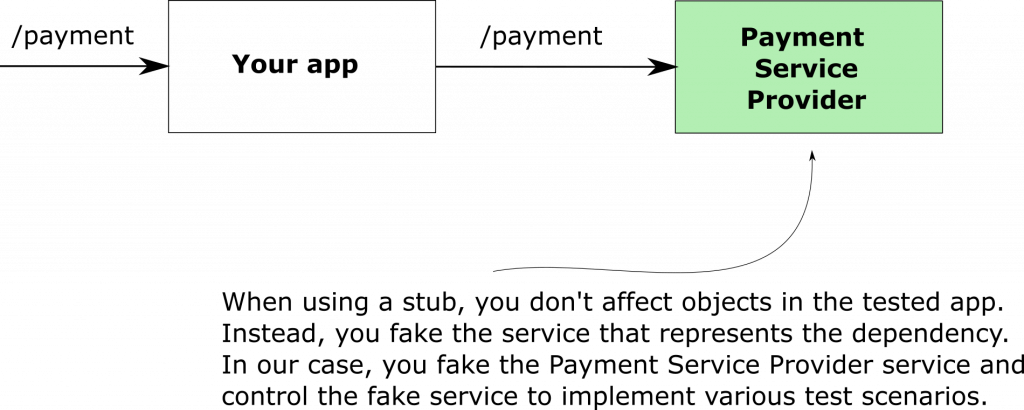 /payment
Your app
/payment
Payment
Service
Provider
When using a stub, you don't affect objects in the tested app.
Instead, you fake the service that represents the dependency.
In our case, you fake the Payment Service Provider service and
control the fake service to implement various test scenarios.